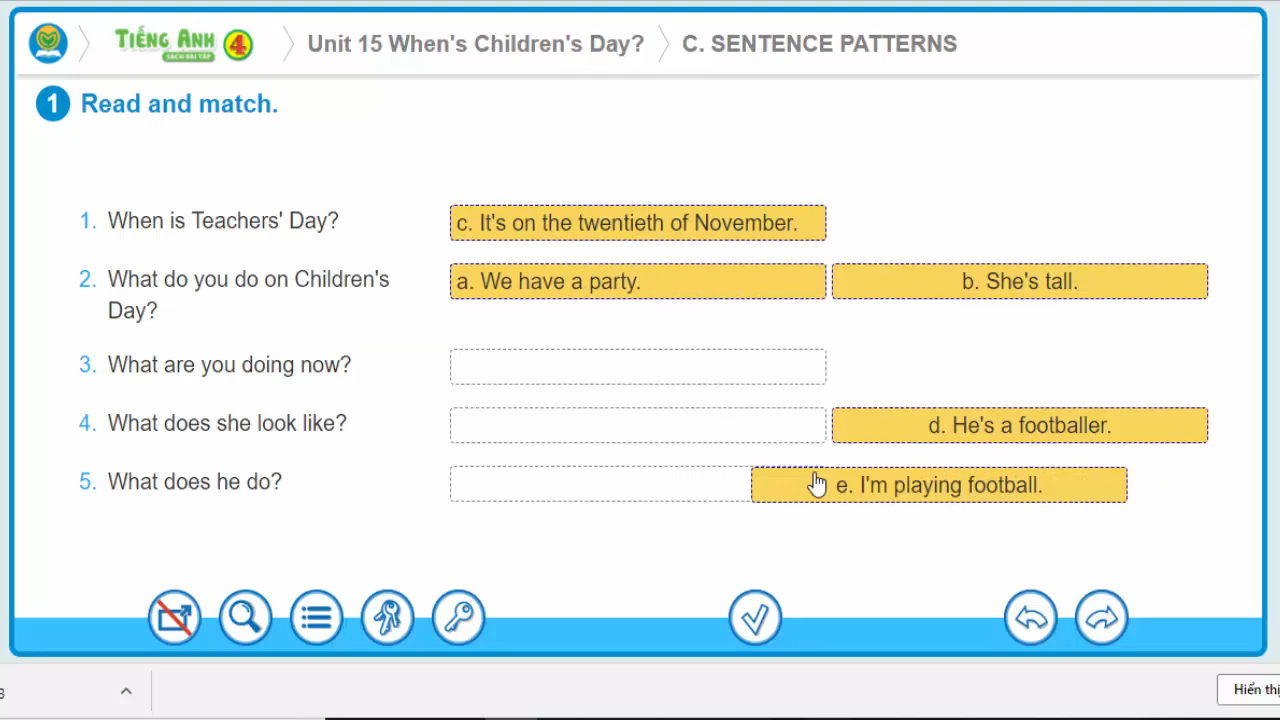 TIẾNG ANH 4
SÁCH BÀI TẬP
Unit 15 When's Children's Day?
C. SENTENCE PATTERNS
1 Read and match.
1. When is Teachers' Day?
c. It's on the twentieth of November.
2. What do you do on Children's
Day?
a. We have a party.
b. She's tall.
3. What are you doing now?
4. What does she look like?
d. He's a footballer.
5. What does he do?
e. I'm playing football.
Hiển thị